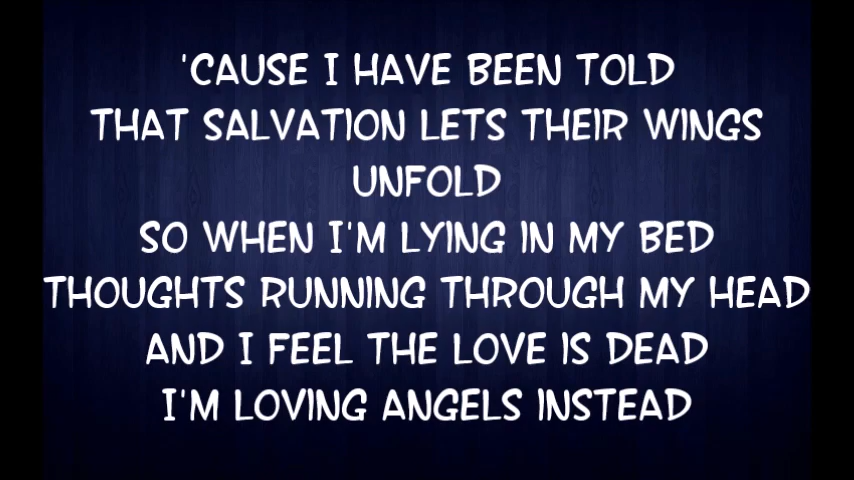 'CAUSE I HAVE BEEN TOLD
THAT SALVATION LETS THEIR WINGS
UNFOLD
SO WHEN I'M LYING IN MY BED
THOUGHTS RUNNING THROUGH MY HEAD
AND I FEEL THE LOVE IS DEAD
I'M LOVING ANGELS INSTEAD